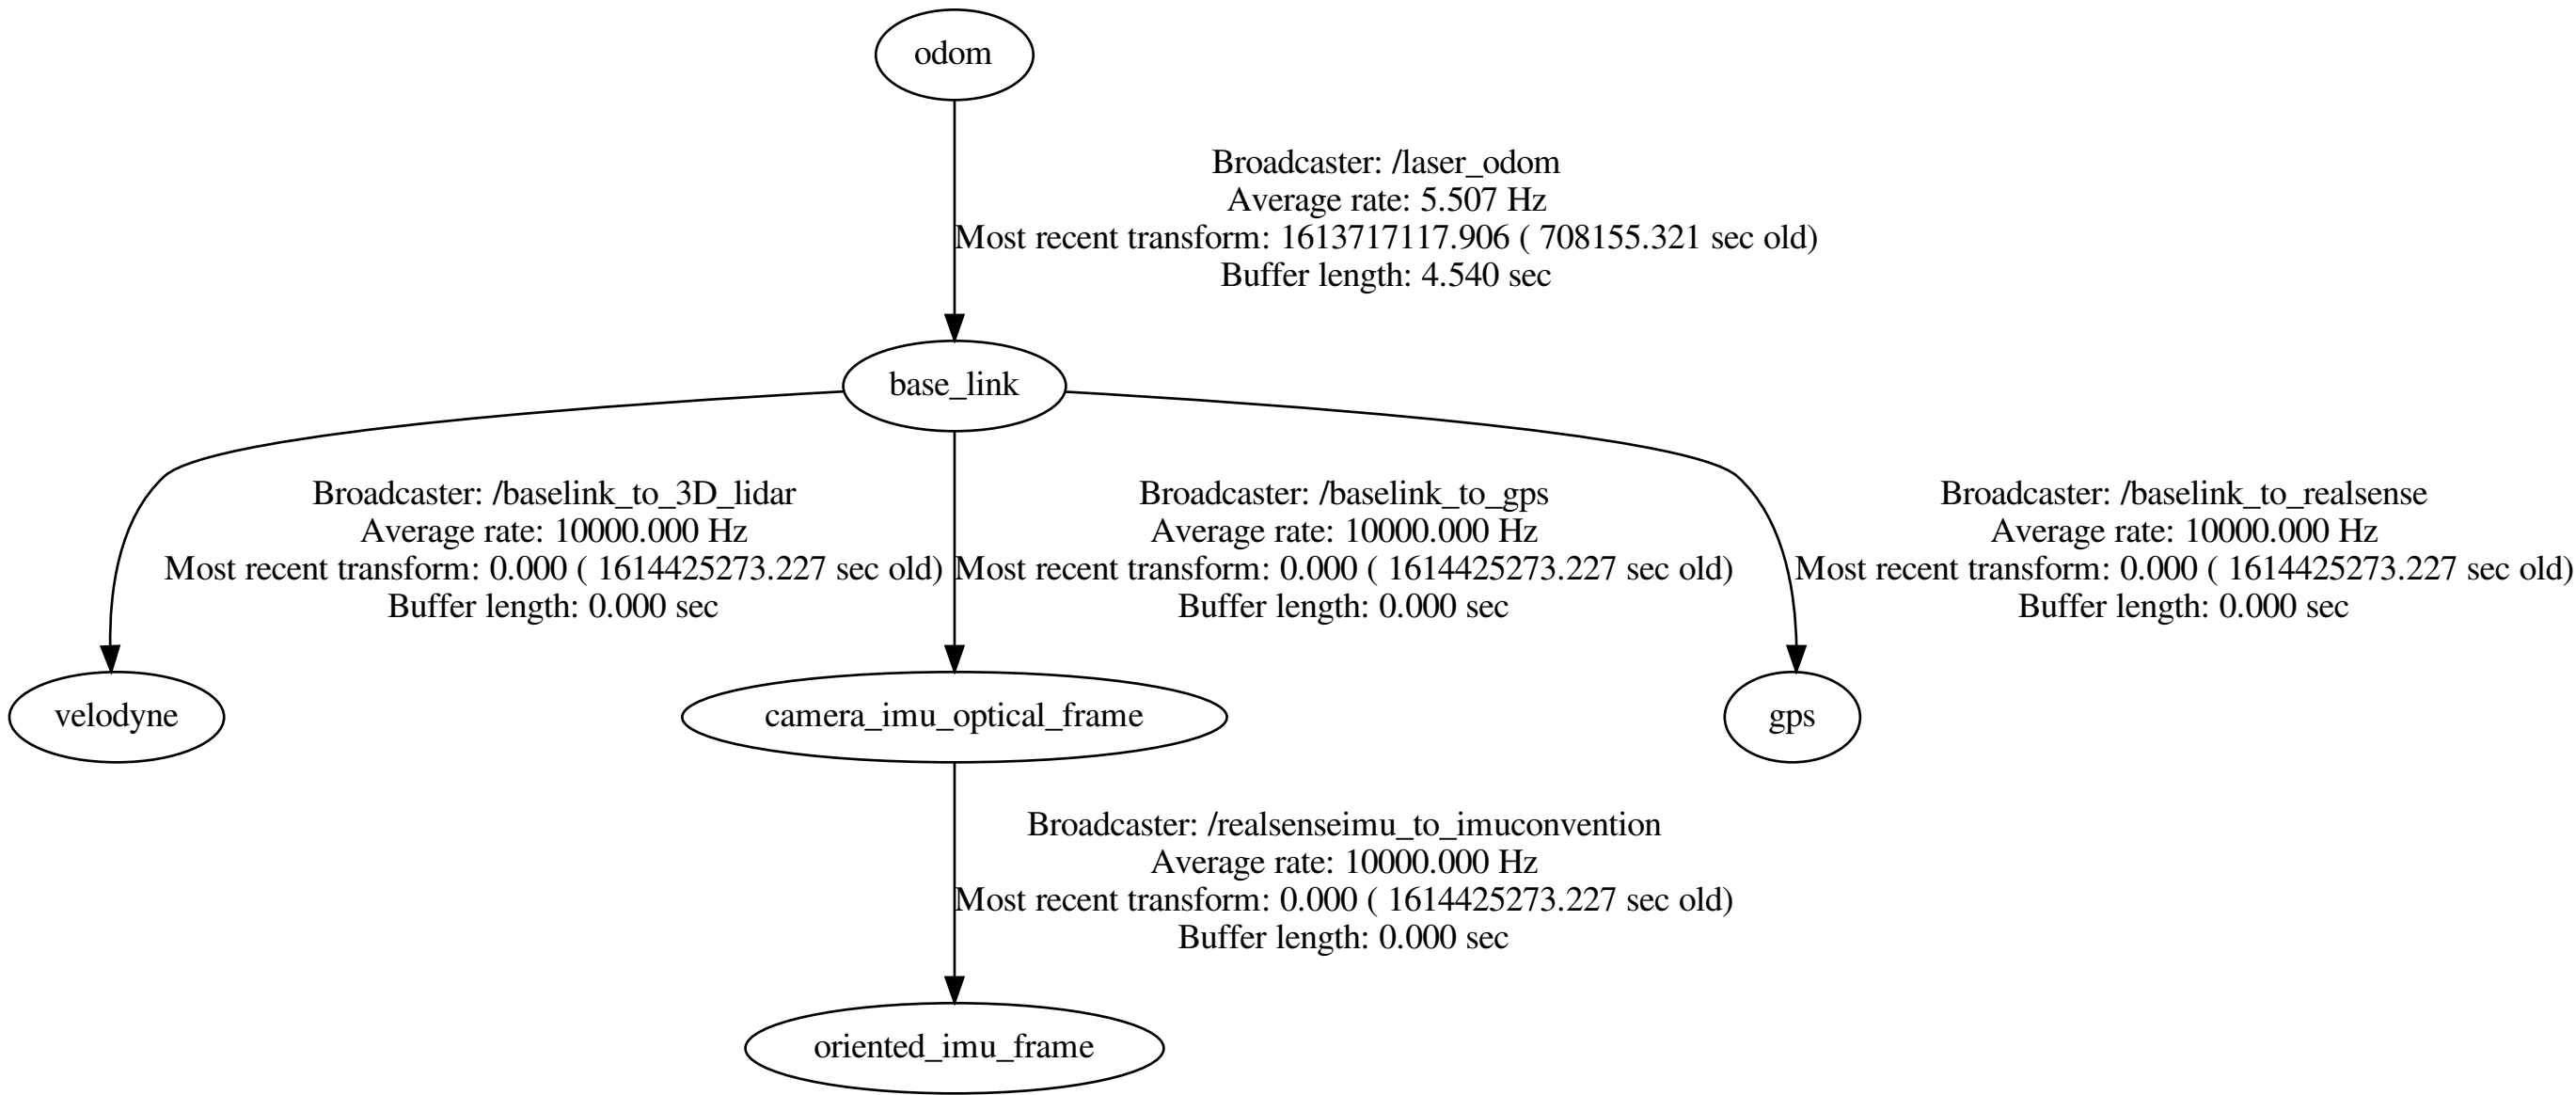 odom
Broadcaster: /laser_odom
Average rate: 5.507 Hz
Most recent transform: 1613717117.906 ( 708155.321 sec old)
Buffer length: 4.540 sec
base_link
Broadcaster: /baselink_to_3D_lidar
Average rate: 10000.000 Hz
Most recent transform: 0.000 ( 1614425273.227 sec old)
Buffer length: 0.000 sec
Broadcaster: /baselink_to_gps
Average rate: 10000.000 Hz
Most recent transform: 0.000 ( 1614425273.227 sec old)
Buffer length: 0.000 sec
Broadcaster: /baselink_to_realsense
Average rate: 10000.000 Hz
Most recent transform: 0.000 ( 1614425273.227 sec old)
Buffer length: 0.000 sec
velodyne
camera_imu_optical_frame
gps
Broadcaster: /realsenseimu_to_imuconvention
Average rate: 10000.000 Hz
Most recent transform: 0.000 ( 1614425273.227 sec old)
Buffer length: 0.000 sec
oriented_imu_frame